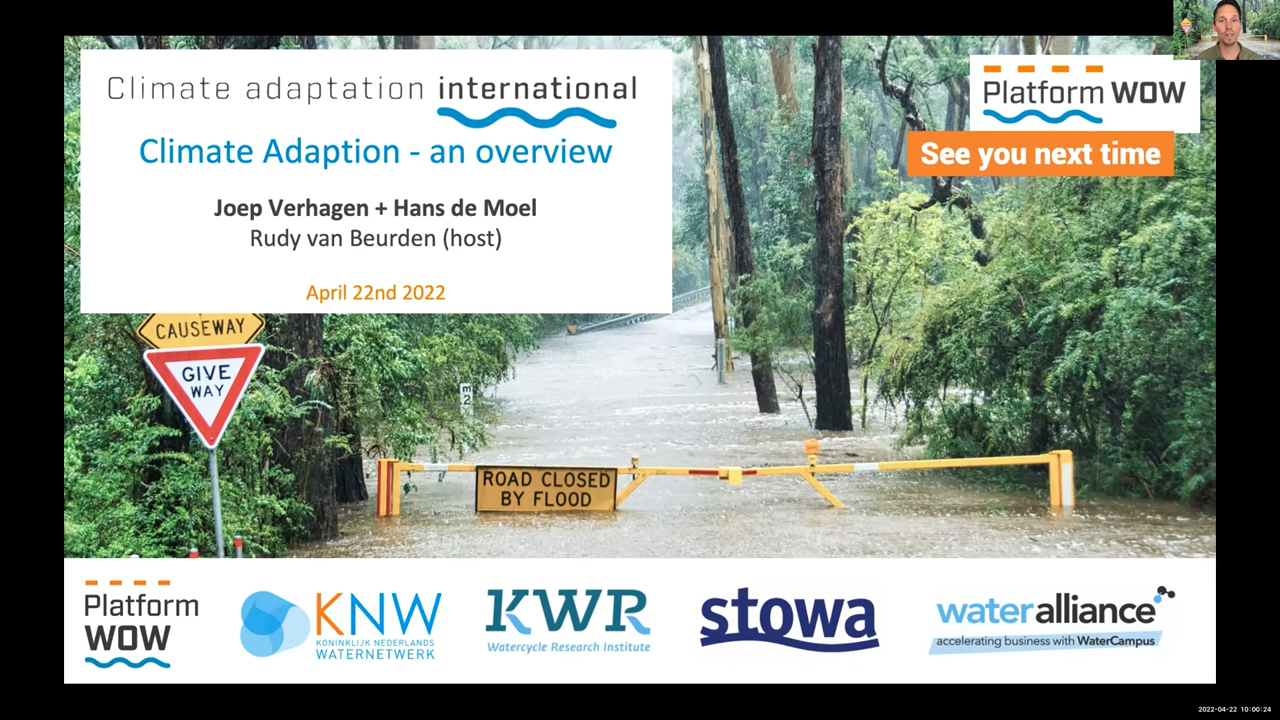 Climate adaptation international
Climate Adaption - an overview
Joep Verhagen + Hans de Moel
Rudy van Beurden (host)
April 22nd 2022
Platform WOW
See you next time
CAUSEWAY
GIVE
WAY
E
2
ROAD CLOSED
BY FLOOD
Platform
WOW
KNW
KONINKLIJK NEDERLANDS
WATERNETWERK
KWR
Watercycle Research Institute
stowa
wateralliance
accelerating business with WaterCampus
2022-04-22 10:00:24